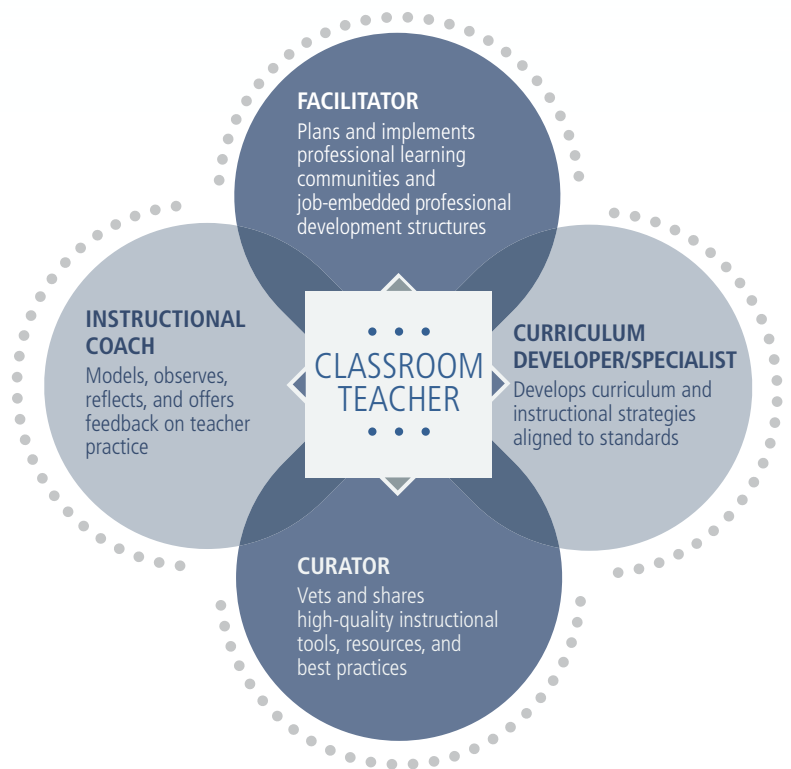 FACILITATOR
Plans and implements
professional learning
communities and
job-embedded professional
development structures
INSTRUCTIONAL
COACH
Models, observes,
reflects, and offers
feedback on teacher
practice
CLASSROOM
TEACHER
CURRICULUM
DEVELOPER/SPECIALIST
Develops curriculum and
instructional strategies
aligned to standards
CURATOR
Vets and shares
high-quality instructional
tools, resources, and
best practices